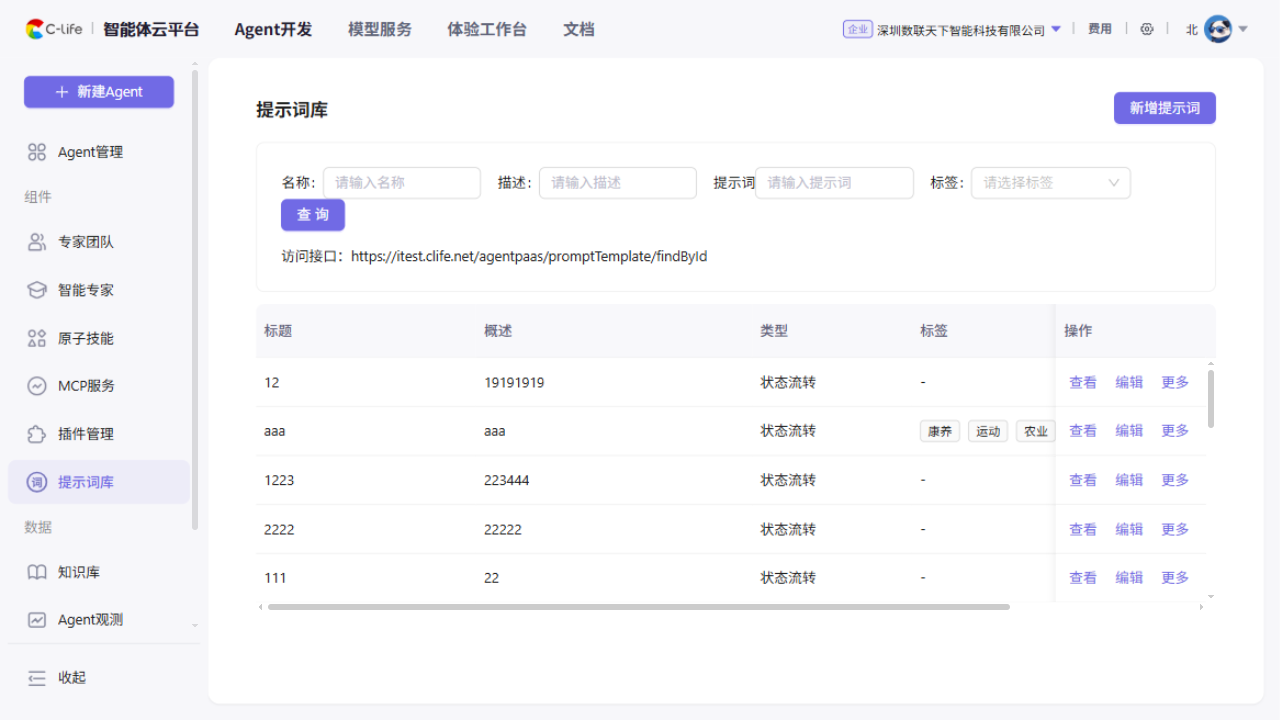 C-life 智能体云平台 Agent开发 模型服务 体验工作台 文档 企业 深圳数联天下智能科技有限公司 费用 北
新建Agent
Agent管理
组件
专家团队
智能专家
原子技能
MCP服务
插件管理
词 提示词库
数据
知识库
Agent观测
收起
提示词库 新增提示词
名称: 请输入名称 描述: 请输入描述 提示词 请输入提示词 标签: 请选择标签
查 询
访问接口: https://itest.clife.net/agentpaas/promptTemplate/findById
标题 概述 类型 标签 操作
12 19191919 状态流转 - 查看 编辑 更多
aaa aaa 状态流转 康养 运动 农业 查看 编辑 更多
1223 223444 状态流转 - 查看 编辑 更多
2222 22222 状态流转 - 查看 编辑 更多
111 22 状态流转 - 查看 编辑 更多